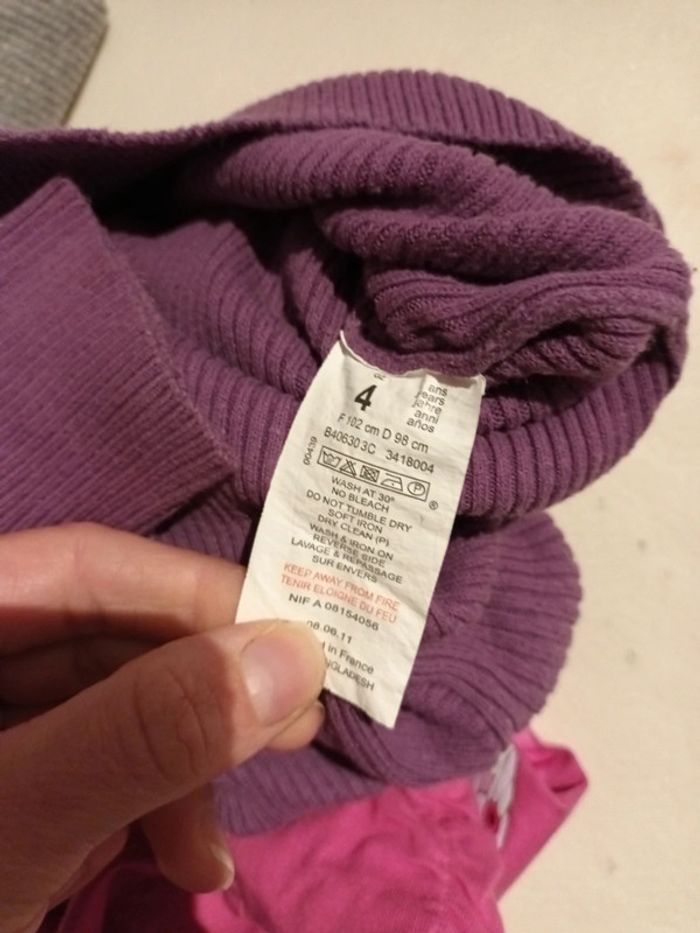 4
ans
years
jahre
anni
años
F 102 cm D 98 cm
B40630 3C 3418004
00439
P
®
WASH AT 30°
NO BLEACH
DO NOT TUMBLE DRY
SOFT IRON
DRY CLEAN (P)
WASH & IRON ON
REVERSE SIDE
LAVAGE & REPASSAGE
SUR ENVERS
KEEP AWAY FROM FIRE
TENIR ELOIGNE DU FEU
NIF A 08154056
08.06.11
in France